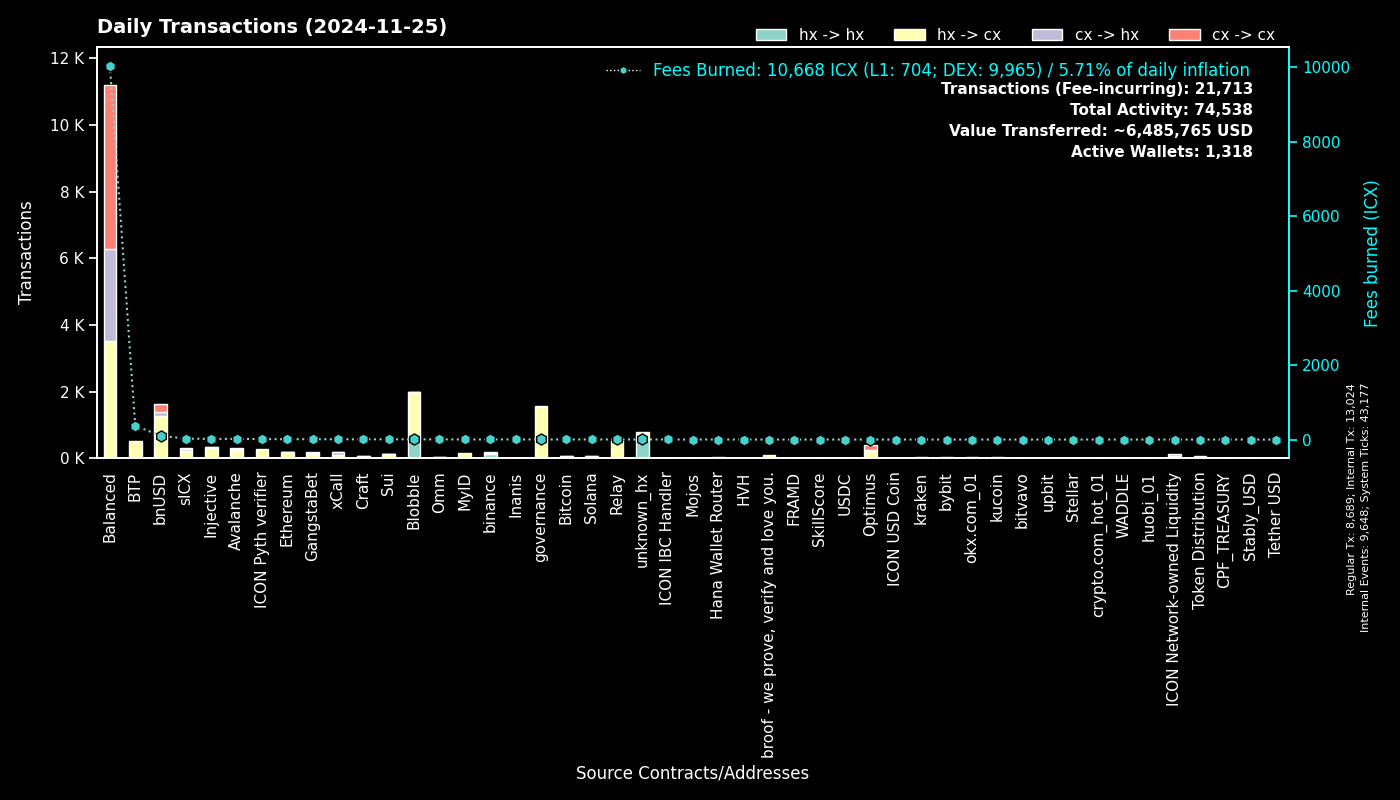 Daily Transactions (2024-11-25)
hx -> hx
hx -> cx
cx -> hx
cx -> cx
Fees Burned: 10,668 ICX (L1: 704; DEX: 9,965) / 5.71% of daily inflation
Transactions (Fee-incurring): 21,713
Total Activity: 74,538
Value Transferred: ~6,485,765 USD
Active Wallets: 1,318
Transactions
12 K
10 K
8 K
6 K
4 K
2 K
0 K
10000
8000
6000
4000
2000
0
Fees burned (ICX)
Regular Tx: 8,689; Internal Tx: 13,024
Internal Events: 9,648; System Ticks: 43,177
Balanced
BTP
bnUSD
sICX
Injective
Avalanche
ICON Pyth verifier
Ethereum
GangstaBet
xCall
Craft
Sui
Blobble
Omm
MyID
binance
Inanis
governance
Bitcoin
Solana
Relay
unknown_hx
ICON IBC Handler
Mojos
Hana Wallet Router
HVH
broof - we prove, verify and love you.
FRAMD
SkillScore
USDC
Optimus
ICON USD Coin
kraken
bybit
okx.com_01
kucoin
bitvavo
upbit
Stellar
crypto.com_hot_01
WADDLE
huobi_01
ICON Network-owned Liquidity
Token Distribution
CPF_TREASURY
Stably_USD
Tether USD
Source Contracts/Addresses